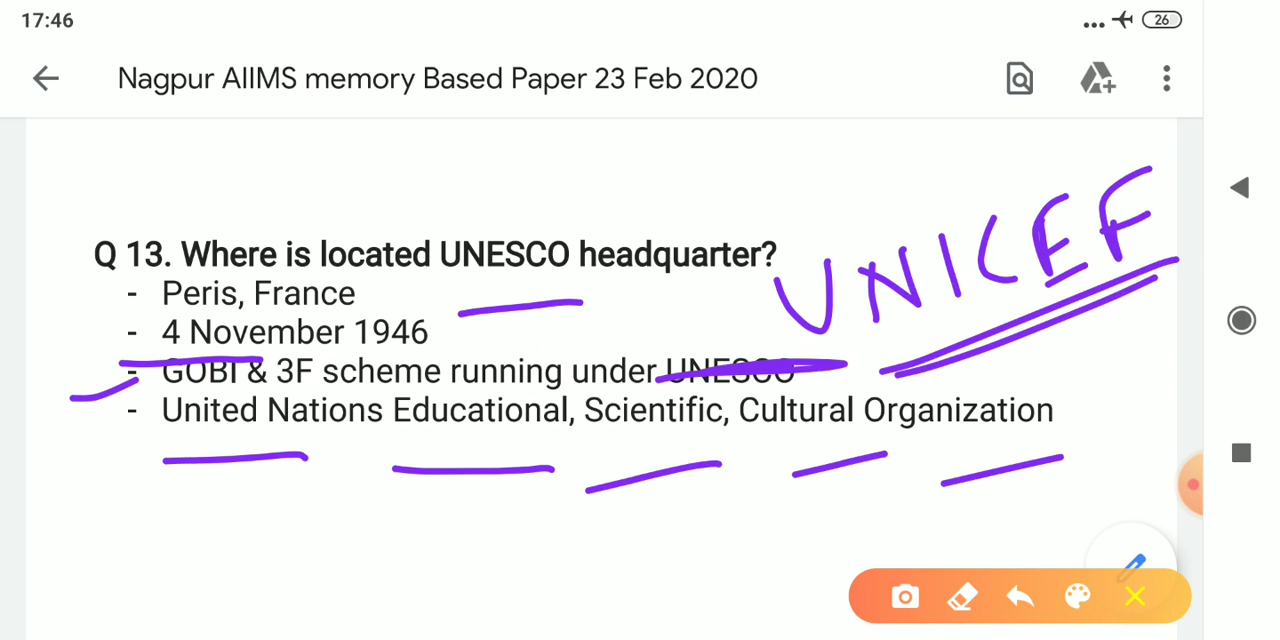 17:46
26
Nagpur AIIMS memory Based Paper 23 Feb 2020
Q 13. Where is located UNESCO headquarter?
- Peris, France
- 4 November 1946
- GOBI & 3F scheme running under UNESCO
- United Nations Educational, Scientific, Cultural Organization
UNICEF